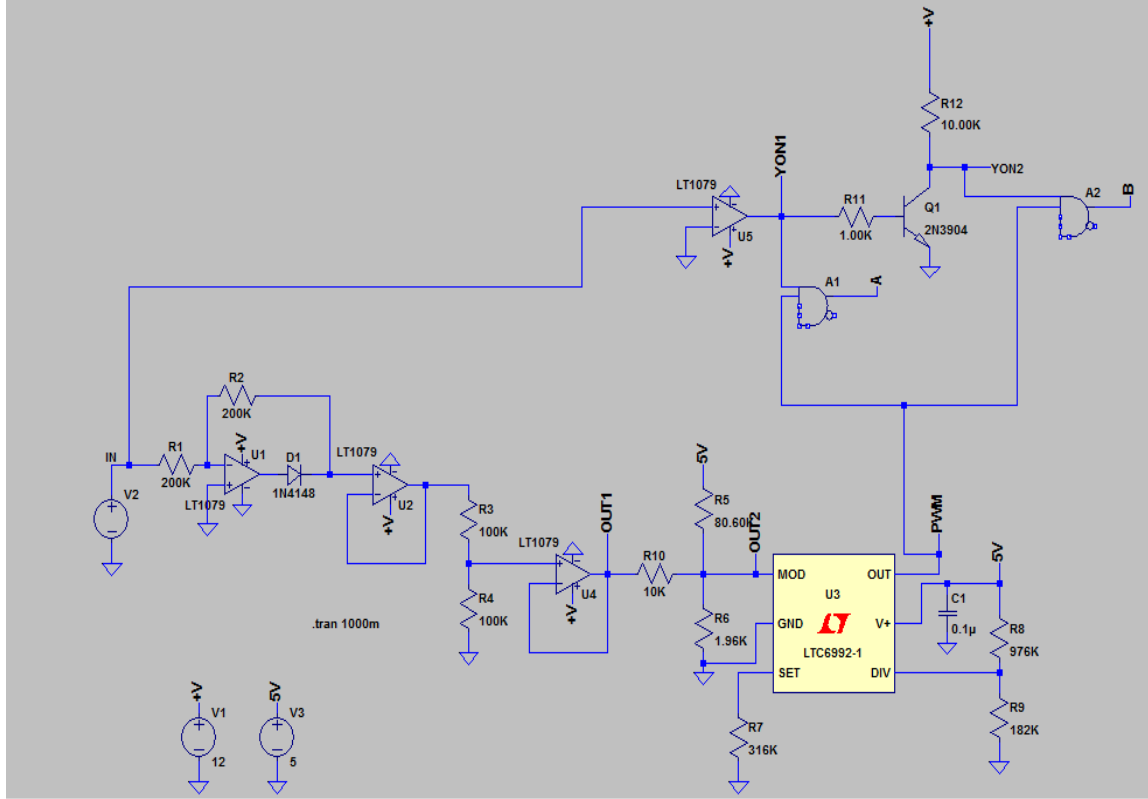 +V
R12
10.00K
YON1
YON2
B
A2
LT1079
R11
Q1
U5
1.00K
2N3904
+V
A1
A
R2
200K
IN
R1
+V
U1
D1
LT1079
V2
200K
LT1079
1N4148
U2
+V
R3
100K
5V
R5
80.60K
OUT1
OUT2
PWM
5V
LT1079
R10
MOD
OUT
U4
10K
U3
C1
R4
+V
R6
GND
V+
0.1µ
R8
100K
1.96K
LTC6992-1
976K
.tran 1000m
SET
DIV
R9
R7
182K
316K
+V
5V
V1
V3
12
5